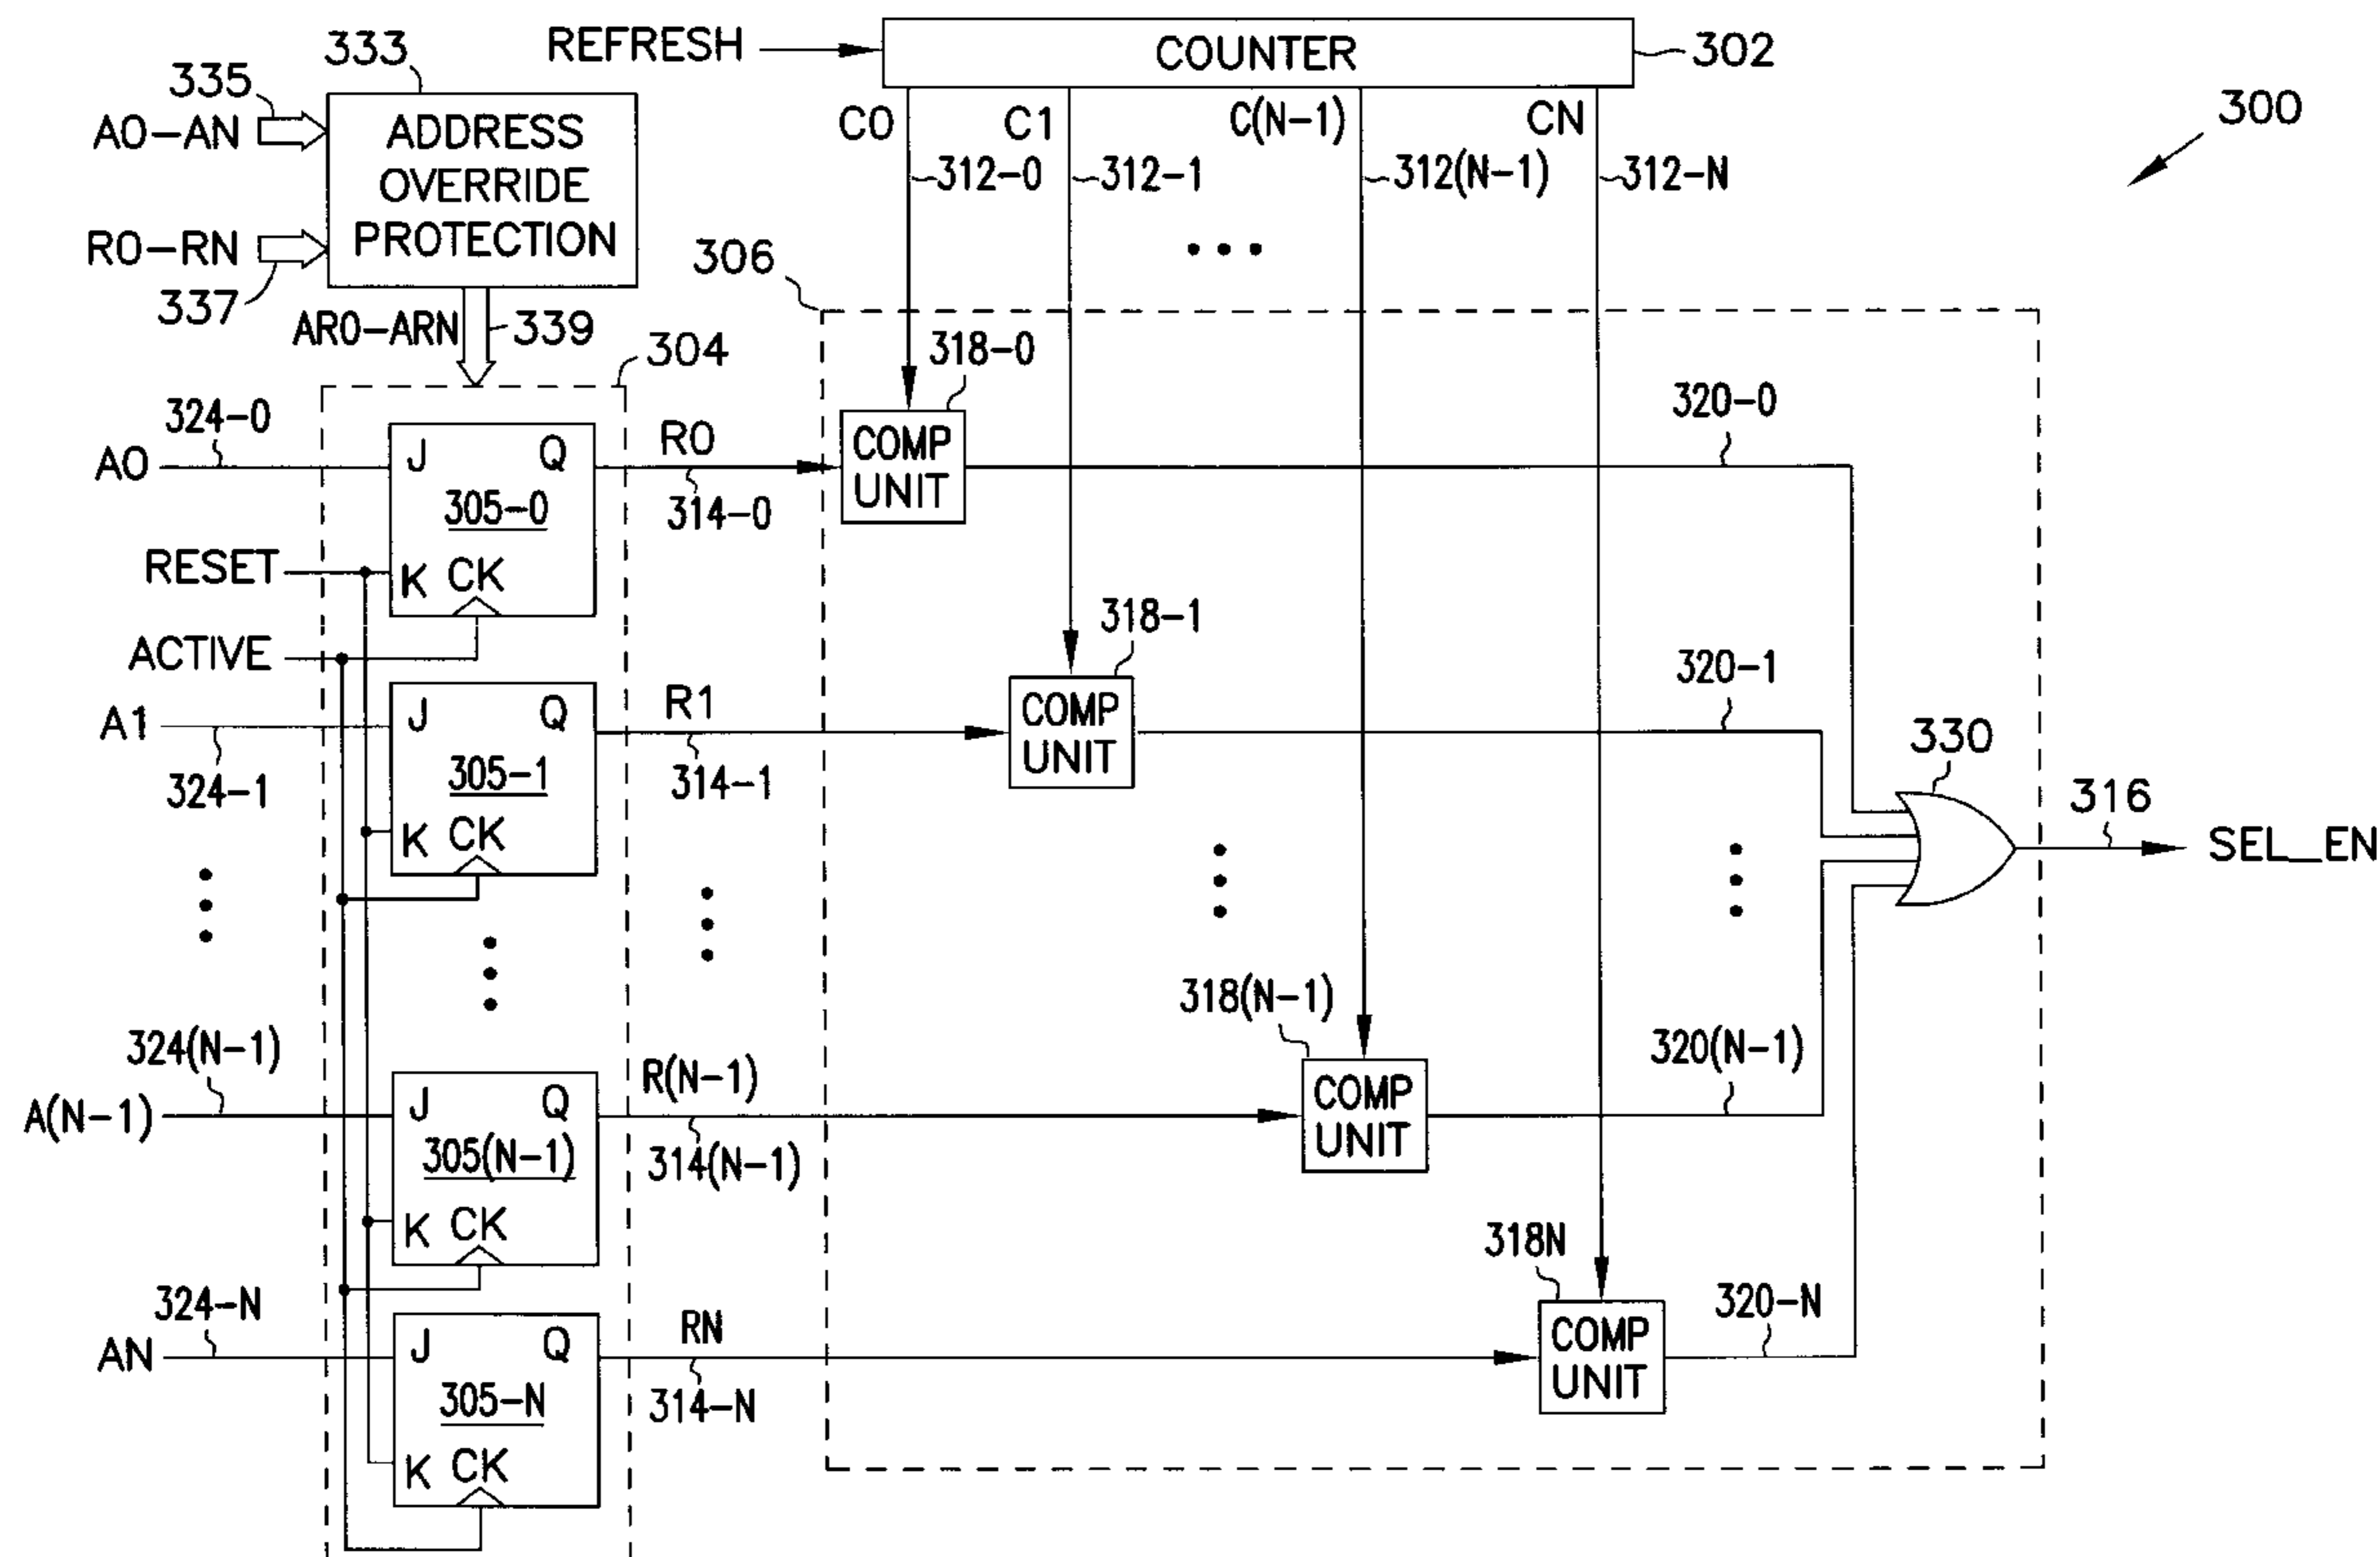 333
REFRESH
COUNTER
302
335
A0-AN
ADDRESS
OVERRIDE
PROTECTION
R0-RN
337
AR0-ARN
339
C0
C1
C(N-1)
CN
312-0
312-1
312(N-1)
312-N
300
306
304
318-0
COMP
UNIT
320-0
324-0
A0
J
Q
305-0
K
CK
R0
314-0
RESET
ACTIVE
318-1
COMP
UNIT
320-1
A1
324-1
J
Q
305-1
K
CK
R1
314-1
330
316
SEL_EN
318(N-1)
COMP
UNIT
320(N-1)
324(N-1)
A(N-1)
J
Q
305(N-1)
K
CK
R(N-1)
314(N-1)
318N
COMP
UNIT
320-N
324-N
AN
J
Q
305-N
K
CK
RN
314-N